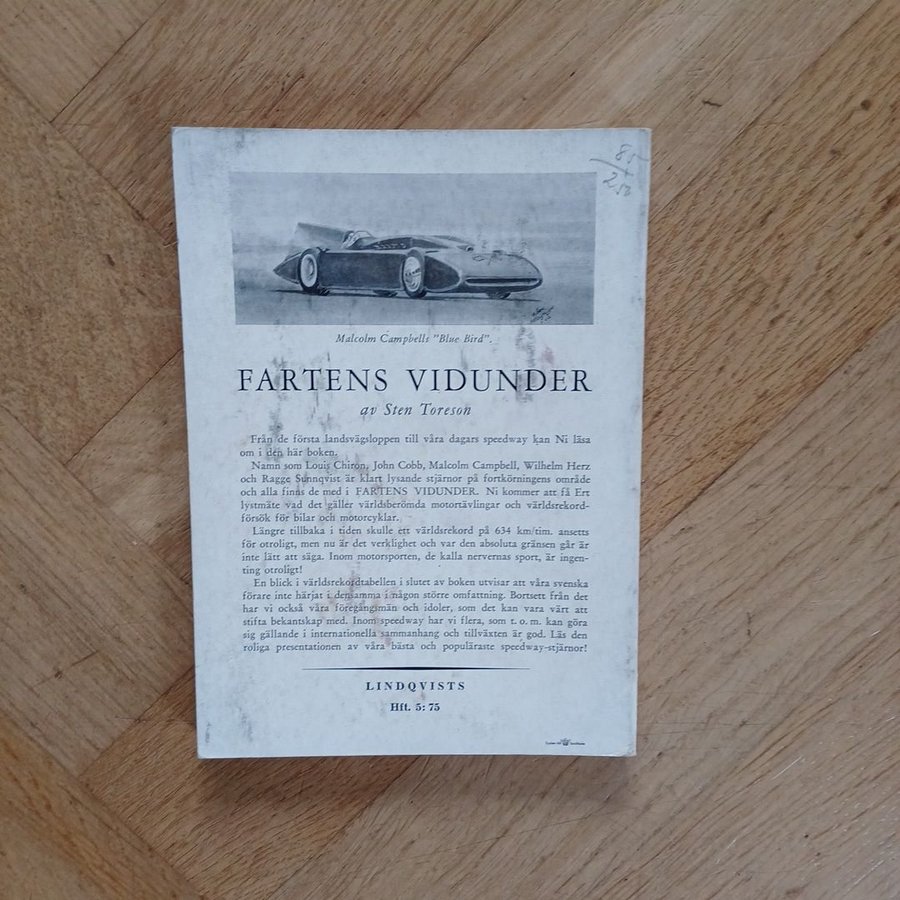 85
250
Malcolm Campbells "Blue Bird".
FARTENS VIDUNDER
av Sten Toreson
Från de första landsvägsloppen till våra dagars speedway kan Ni läsa
om i den här boken.
Namn som Louis Chiron, John Cobb, Malcolm Campbell, Wilhelm Herz
och Ragge Sunnqvist är klart lysande stjärnor på fortkörningens område
och alla finns de med i FARTENS VIDUNDER. Ni kommer att få Ert
lystmäte vad det gäller världsberömda motortävlingar och världsrekord-
försök för bilar och motorcyklar.
Längre tillbaka i tiden skulle ett världsrekord på 634 km/tim. ansetts
för otroligt, men nu är det verklighet och var den absoluta gränsen går är
inte lätt att säga. Inom motorsporten, de kalla nervernas sport, är ingen-
ting otroligt!
En blick i världsrekordtabellen i slutet av boken utvisar att våra svenska
förare inte härjat i densamma i någon större omfattning. Bortsett från det
har vi också våra föregångsmän och idoler, som det kan vara värt att
stifta bekantskap med. Inom speedway har vi flera, som t. o. m. kan göra
sig gällande i internationella sammanhang och tillväxten är god. Läs den
roliga presentationen av våra bästa och populäraste speedway-stjärnor!
LINDQVISTS
Hft. 5: 75